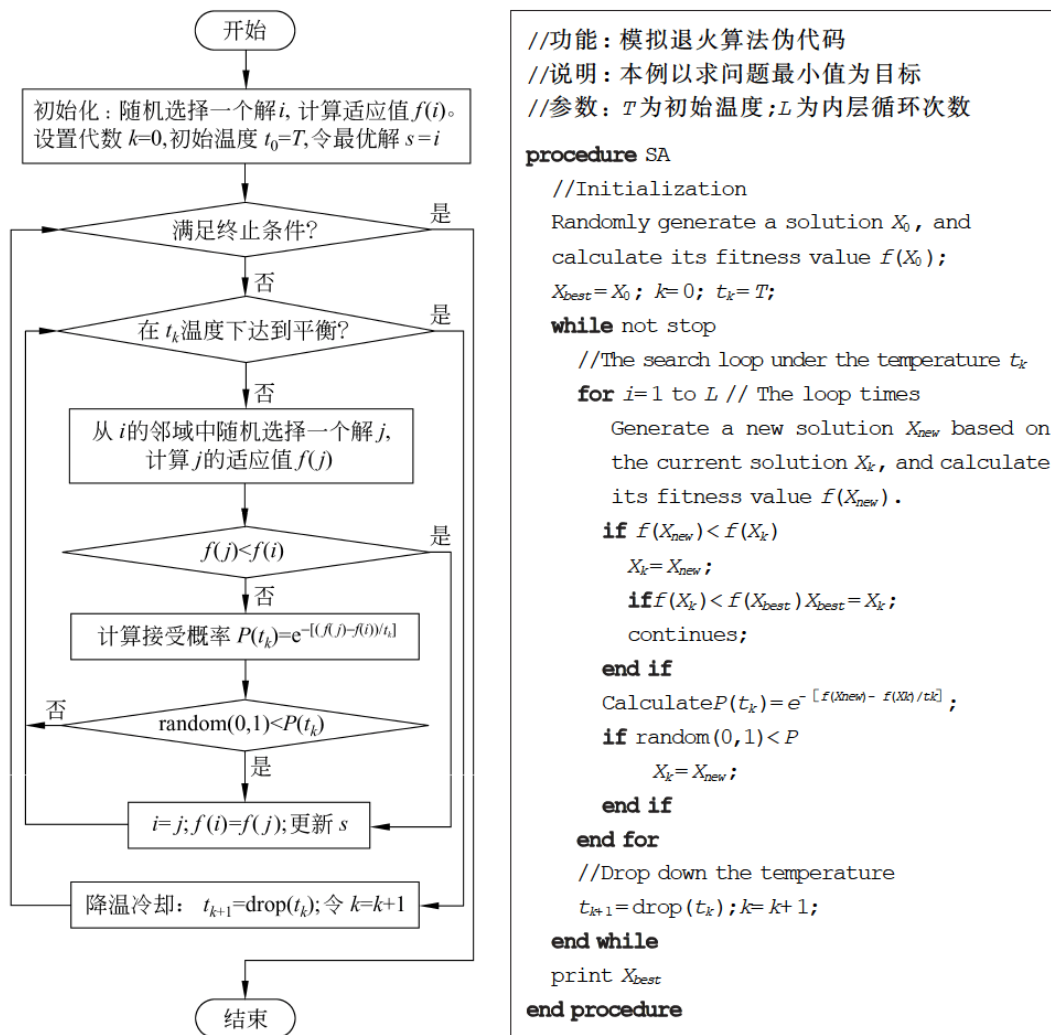 开始
初始化:随机选择一个解i, 计算适应值 f(i)。
设置代数 k=0,初始温度 t0=T,令最优解 s=i
满足终止条件?
是
否
在 tk温度下达到平衡?
是
否
从 i的邻域中随机选择一个解 j,
计算 j的适应值 f(j)
f(j)<f(i)
是
否
计算接受概率 P(tk)=e−[(f(j)−f(i))/tk]
random(0,1)<P(tk)
否
是
i=j;f(i)=f(j);更新 s
降温冷却: tk+1=drop(tk);令 k=k+1
结束
//功能:模拟退火算法伪代码
//说明:本例以求问题最小值为目标
//参数:T为初始温度;L为内层循环次数
procedure SA
//Initialization
Randomly generate a solution X0, and
calculate its fitness value f(X0);
Xbest=X0; k=0; tk=T;
while not stop
//The search loop under the temperature tk
for i=1 to L // The loop times
Generate a new solution Xnew based on
the current solution Xk, and calculate
its fitness value f(Xnew).
if f(Xnew)<f(Xk)
Xk=Xnew;
iff(Xk)<f(Xbest)Xbest=Xk;
continues;
end if
CalculateP(tk)=e−[f(Xnew)−f(Xk)/tk];
if random(0,1)<P
Xk=Xnew;
end if
end for
//Drop down the temperature
tk+1=drop(tk);k=k+1;
end while
print Xbest
end procedure